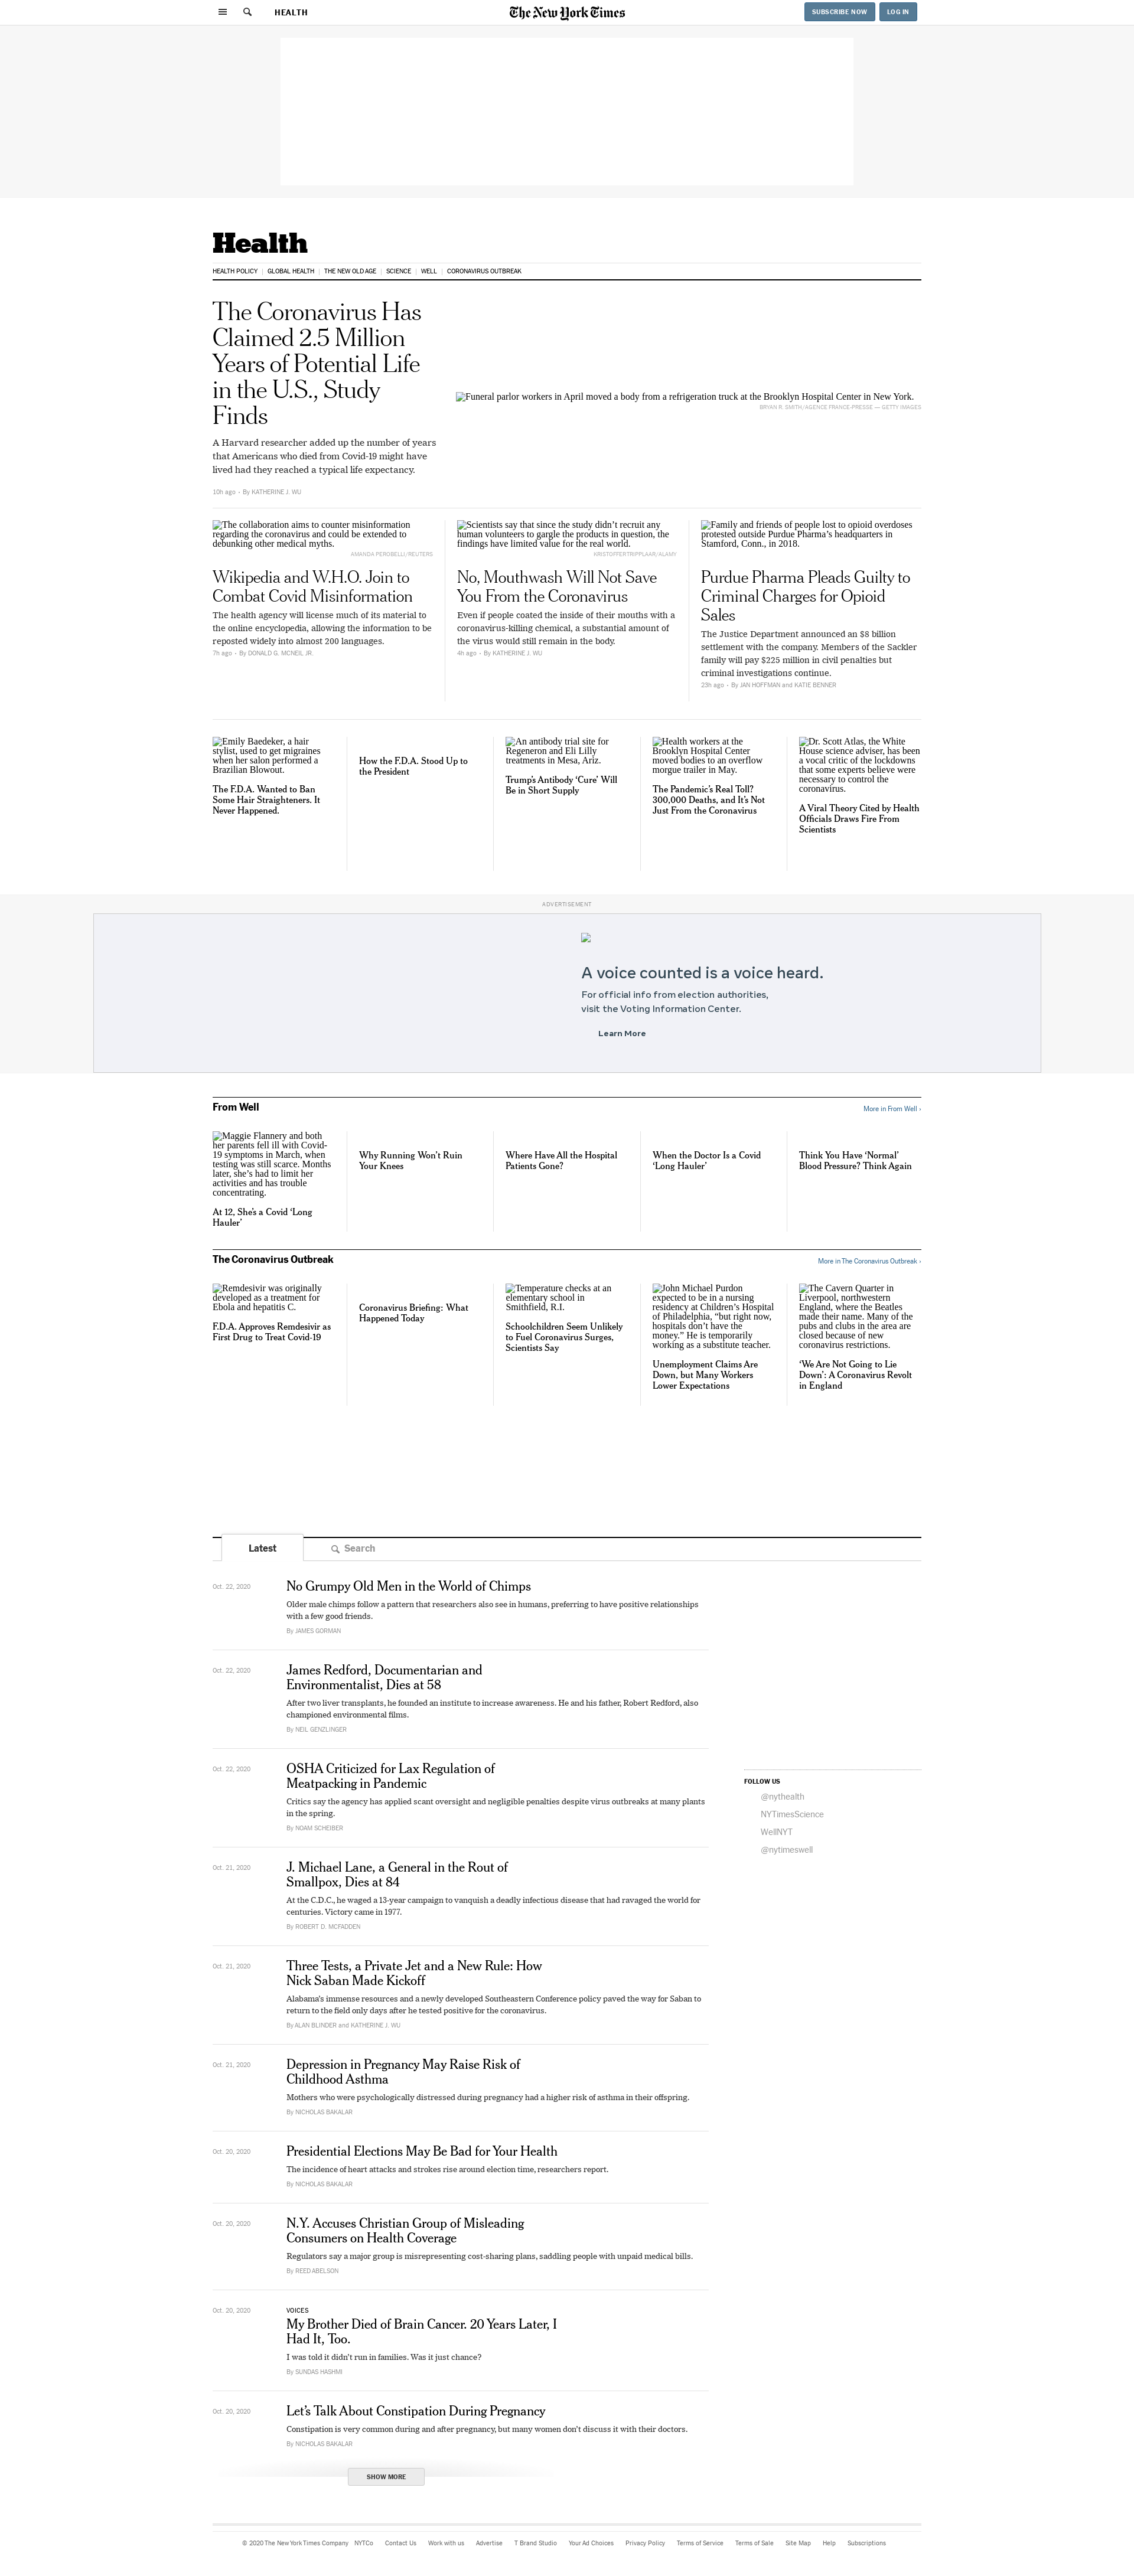 HEALTH
The New York Times
SUBSCRIBE NOW
LOG IN
Health
HEALTH POLICY
GLOBAL HEALTH
THE NEW OLD AGE
SCIENCE
WELL
CORONAVIRUS OUTBREAK
The Coronavirus Has
Claimed 2.5 Million
Years of Potential Life
in the U.S., Study
Finds
A Harvard researcher added up the number of years
that Americans who died from Covid-19 might have
lived had they reached a typical life expectancy.
10h ago · By KATHERINE J. WU
Funeral parlor workers in April moved a body from a refrigeration truck at the Brooklyn Hospital Center in New York.
BRYAN R. SMITH/AGENCE FRANCE-PRESSE — GETTY IMAGES
The collaboration aims to counter misinformation
regarding the coronavirus and could be extended to
debunking other medical myths.
AMANDA PEROBELLI/REUTERS
Wikipedia and W.H.O. Join to
Combat Covid Misinformation
The health agency will license much of its material to
the online encyclopedia, allowing the information to be
reposted widely into almost 200 languages.
7h ago · By DONALD G. MCNEIL JR.
Scientists say that since the study didn't recruit any
human volunteers to gargle the products in question, the
findings have limited value for the real world.
KRISTOFFERTRIPPLAAR/ALAMY
No, Mouthwash Will Not Save
You From the Coronavirus
Even if people coated the inside of their mouths with a
coronavirus-killing chemical, a substantial amount of
the virus would still remain in the body.
4h ago · By KATHERINE J. WU
Family and friends of people lost to opioid overdoses
protested outside Purdue Pharma's headquarters in
Stamford, Conn., in 2018.
Purdue Pharma Pleads Guilty to
Criminal Charges for Opioid
Sales
The Justice Department announced an $8 billion
settlement with the company. Members of the Sackler
family will pay $225 million in civil penalties but
criminal investigations continue.
23h ago · By JAN HOFFMAN and KATIE BENNER
Emily Baedeker, a hair
stylist, used to get migraines
when her salon performed a
Brazilian Blowout.
The F.D.A. Wanted to Ban
Some Hair Straighteners. It
Never Happened.
How the F.D.A. Stood Up to
the President
An antibody trial site for
Regeneron and Eli Lilly
treatments in Mesa, Ariz.
Trump's Antibody 'Cure' Will
Be in Short Supply
Health workers at the
Brooklyn Hospital Center
moved bodies to an overflow
morgue trailer in May.
The Pandemic's Real Toll?
300,000 Deaths, and It's Not
Just From the Coronavirus
Dr. Scott Atlas, the White
House science adviser, has been
a vocal critic of the lockdowns
that some experts believe were
necessary to control the
coronavirus.
A Viral Theory Cited by Health
Officials Draws Fire From
Scientists
ADVERTISEMENT
A voice counted is a voice heard.
For official info from election authorities,
visit the Voting Information Center.
Learn More
From Well
More in From Well ›
Maggie Flannery and both
her parents fell ill with Covid-
19 symptoms in March, when
testing was still scarce. Months
later, she's had to limit her
activities and has trouble
concentrating.
At 12, She's a Covid 'Long
Hauler'
Why Running Won't Ruin
Your Knees
Where Have All the Hospital
Patients Gone?
When the Doctor Is a Covid
'Long Hauler'
Think You Have 'Normal'
Blood Pressure? Think Again
The Coronavirus Outbreak
More in The Coronavirus Outbreak ›
Remdesivir was originally
developed as a treatment for
Ebola and hepatitis C.
F.D.A. Approves Remdesivir as
First Drug to Treat Covid-19
Coronavirus Briefing: What
Happened Today
Temperature checks at an
elementary school in
Smithfield, R.I.
Schoolchildren Seem Unlikely
to Fuel Coronavirus Surges,
Scientists Say
John Michael Purdon
expected to be in a nursing
residency at Children's Hospital
of Philadelphia, "but right now,
hospitals don't have the
money." He is temporarily
working as a substitute teacher.
Unemployment Claims Are
Down, but Many Workers
Lower Expectations
The Cavern Quarter in
Liverpool, northwestern
England, where the Beatles
made their name. Many of the
pubs and clubs in the area are
closed because of new
coronavirus restrictions.
'We Are Not Going to Lie
Down': A Coronavirus Revolt
in England
Latest
Search
Oct. 22, 2020
No Grumpy Old Men in the World of Chimps
Older male chimps follow a pattern that researchers also see in humans, preferring to have positive relationships
with a few good friends.
By JAMES GORMAN
Oct. 22, 2020
James Redford, Documentarian and
Environmentalist, Dies at 58
After two liver transplants, he founded an institute to increase awareness. He and his father, Robert Redford, also
championed environmental films.
By NEIL GENZLINGER
Oct. 22, 2020
OSHA Criticized for Lax Regulation of
Meatpacking in Pandemic
Critics say the agency has applied scant oversight and negligible penalties despite virus outbreaks at many plants
in the spring.
By NOAM SCHEIBER
FOLLOW US
@nythealth
NYTimesScience
WellNYT
@nytimeswell
Oct. 21, 2020
J. Michael Lane, a General in the Rout of
Smallpox, Dies at 84
At the C.D.C., he waged a 13-year campaign to vanquish a deadly infectious disease that had ravaged the world for
centuries. Victory came in 1977.
By ROBERT D. MCFADDEN
Oct. 21, 2020
Three Tests, a Private Jet and a New Rule: How
Nick Saban Made Kickoff
Alabama's immense resources and a newly developed Southeastern Conference policy paved the way for Saban to
return to the field only days after he tested positive for the coronavirus.
By ALAN BLINDER and KATHERINE J. WU
Oct. 21, 2020
Depression in Pregnancy May Raise Risk of
Childhood Asthma
Mothers who were psychologically distressed during pregnancy had a higher risk of asthma in their offspring.
By NICHOLAS BAKALAR
Oct. 20, 2020
Presidential Elections May Be Bad for Your Health
The incidence of heart attacks and strokes rise around election time, researchers report.
By NICHOLAS BAKALAR
Oct. 20, 2020
N.Y. Accuses Christian Group of Misleading
Consumers on Health Coverage
Regulators say a major group is misrepresenting cost-sharing plans, saddling people with unpaid medical bills.
By REED ABELSON
Oct. 20, 2020
VOICES
My Brother Died of Brain Cancer. 20 Years Later, I
Had It, Too.
I was told it didn't run in families. Was it just chance?
By SUNDAS HASHMI
Oct. 20, 2020
Let's Talk About Constipation During Pregnancy
Constipation is very common during and after pregnancy, but many women don't discuss it with their doctors.
By NICHOLAS BAKALAR
SHOW MORE
© 2020 The New York Times Company
NYTCo
Contact Us
Work with us
Advertise
T Brand Studio
Your Ad Choices
Privacy Policy
Terms of Service
Terms of Sale
Site Map
Help
Subscriptions